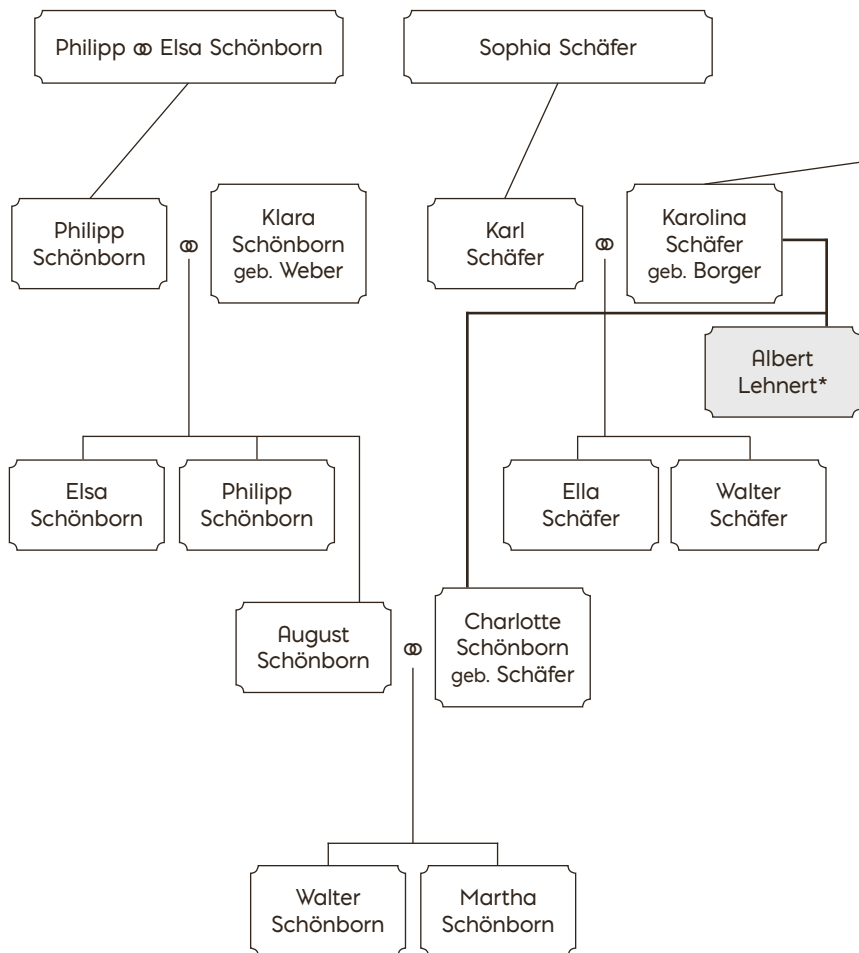 Philipp ⚭ Elsa Schönborn
Sophia Schäfer
Philipp
Schönborn
⚭
Klara
Schönborn
geb. Weber
Karl
Schäfer
⚭
Karolina
Schäfer
geb. Borger
Albert
Lehnert*
Elsa
Schönborn
Philipp
Schönborn
Ella
Schäfer
Walter
Schäfer
August
Schönborn
⚭
Charlotte
Schönborn
geb. Schäfer
Walter
Schönborn
Martha
Schönborn